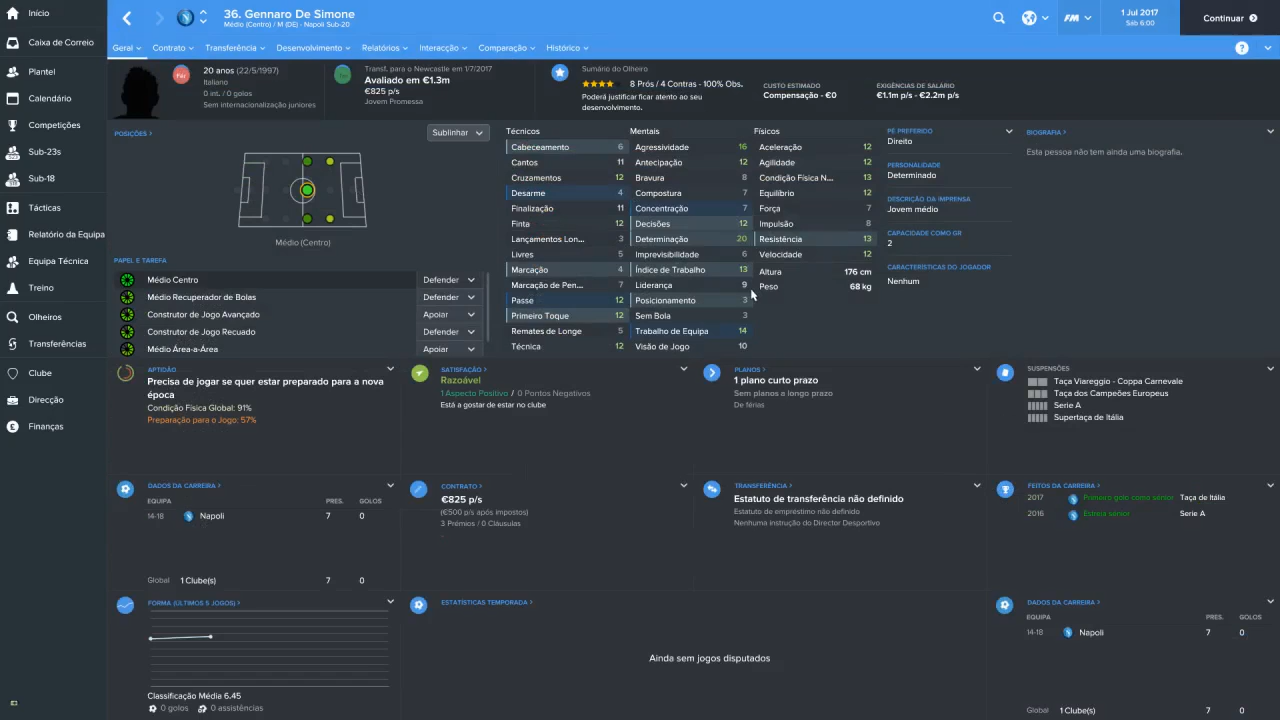 Início
Caixa de Correio
Plantel
Calendário
Competições
Sub-23s
Sub-18
Tácticas
Relatório da Equipa
Equipa Técnica
Treino
Olheiros
Transferências
Clube
Direcção
Finanças
36. Gennaro De Simone
Médio (Centro) / M (DE) - Napoli Sub-20
FM
1 Jul 2017
Sáb 6:00
Continuar
Geral Contrato Transferência Desenvolvimento Relatórios Interacção Comparação Histórico
?
Far
20 anos (22/5/1997)
Italiano
0 int. / 0 golos
Sem internacionalização juniores
Far
Transf. para o Newcastle em 1/7/2017
Avaliado em €1.3m
€825 p/s
Jovem Promessa
Sumário do Olheiro
8 Prós / 4 Contras - 100% Obs.
Poderá justificar ficar atento ao seu
desenvolvimento.
CUSTO ESTIMADO
Compensação - €0
EXIGÊNCIAS DE SALÁRIO
€1.1m p/s - €2.2m p/s
POSIÇÕES >
Sublinhar
Médio (Centro)
PAPEL E TAREFA
Médio Centro Defender
Médio Recuperador de Bolas Defender
Construtor de Jogo Avançado Apoiar
Construtor de Jogo Recuado Defender
Médio Área-a-Área Apoiar
Técnicos
Cabeceamento 6
Cantos 11
Cruzamentos 12
Desarme 4
Finalização 11
Finta 12
Lançamentos Lon... 3
Livres 5
Marcação 4
Marcação de Pen... 7
Passe 12
Primeiro Toque 12
Remates de Longe 5
Técnica 12
Mentais
Agressividade 16
Antecipação 12
Bravura 8
Compostura 7
Concentração 7
Decisões 12
Determinação 20
Imprevisibilidade 6
Índice de Trabalho 13
Liderança 9
Posicionamento 3
Sem Bola 3
Trabalho de Equipa 14
Visão de Jogo 10
Físicos
Aceleração 12
Agilidade 12
Condição Física N... 13
Equilíbrio 12
Força 7
Impulsão 8
Resistência 13
Velocidade 12
Altura 176 cm
Peso 68 kg
PÉ PREFERIDO
Direito
PERSONALIDADE
Determinado
DESCRIÇÃO DA IMPRENSA
Jovem médio
CAPACIDADE COMO GR
2
CARACTERÍSTICAS DO JOGADOR
Nenhum
BIOGRAFIA >
Esta pessoa não tem ainda uma biografia.
APTIDÃO
Precisa de jogar se quer estar preparado para a nova
época
Condição Física Global: 91%
Preparação para o Jogo: 57%
SATISFAÇÃO >
Razoável
1 Aspecto Positivo / 0 Pontos Negativos
Está a gostar de estar no clube
PLANOS >
1 plano curto prazo
Sem planos a longo prazo
De férias
SUSPENSÕES
Taça Viareggio - Coppa Carnevale
Taça dos Campeões Europeus
Serie A
Supertaça de Itália
DADOS DA CARREIRA >
EQUIPA PRES. GOLOS
14-18 Napoli 7 0
Global 1 Clube(s) 7 0
CONTRATO >
€825 p/s
(€500 p/s após impostos)
3 Prémios / 0 Cláusulas
-
TRANSFERÊNCIA >
Estatuto de transferência não definido
Estatuto de empréstimo não definido
Nenhuma instrução do Director Desportivo
FEITOS DA CARREIRA >
2017 Primeiro golo como sénior Taça de Itália
2016 Estreia sénior Serie A
FORMA (ÚLTIMOS 5 JOGOS) >
Classificação Média 6.45
0 golos 0 assistências
ESTATÍSTICAS TEMPORADA >
Ainda sem jogos disputados
DADOS DA CARREIRA >
EQUIPA PRES. GOLOS
14-18 Napoli 7 0
Global 1 Clube(s) 7 0